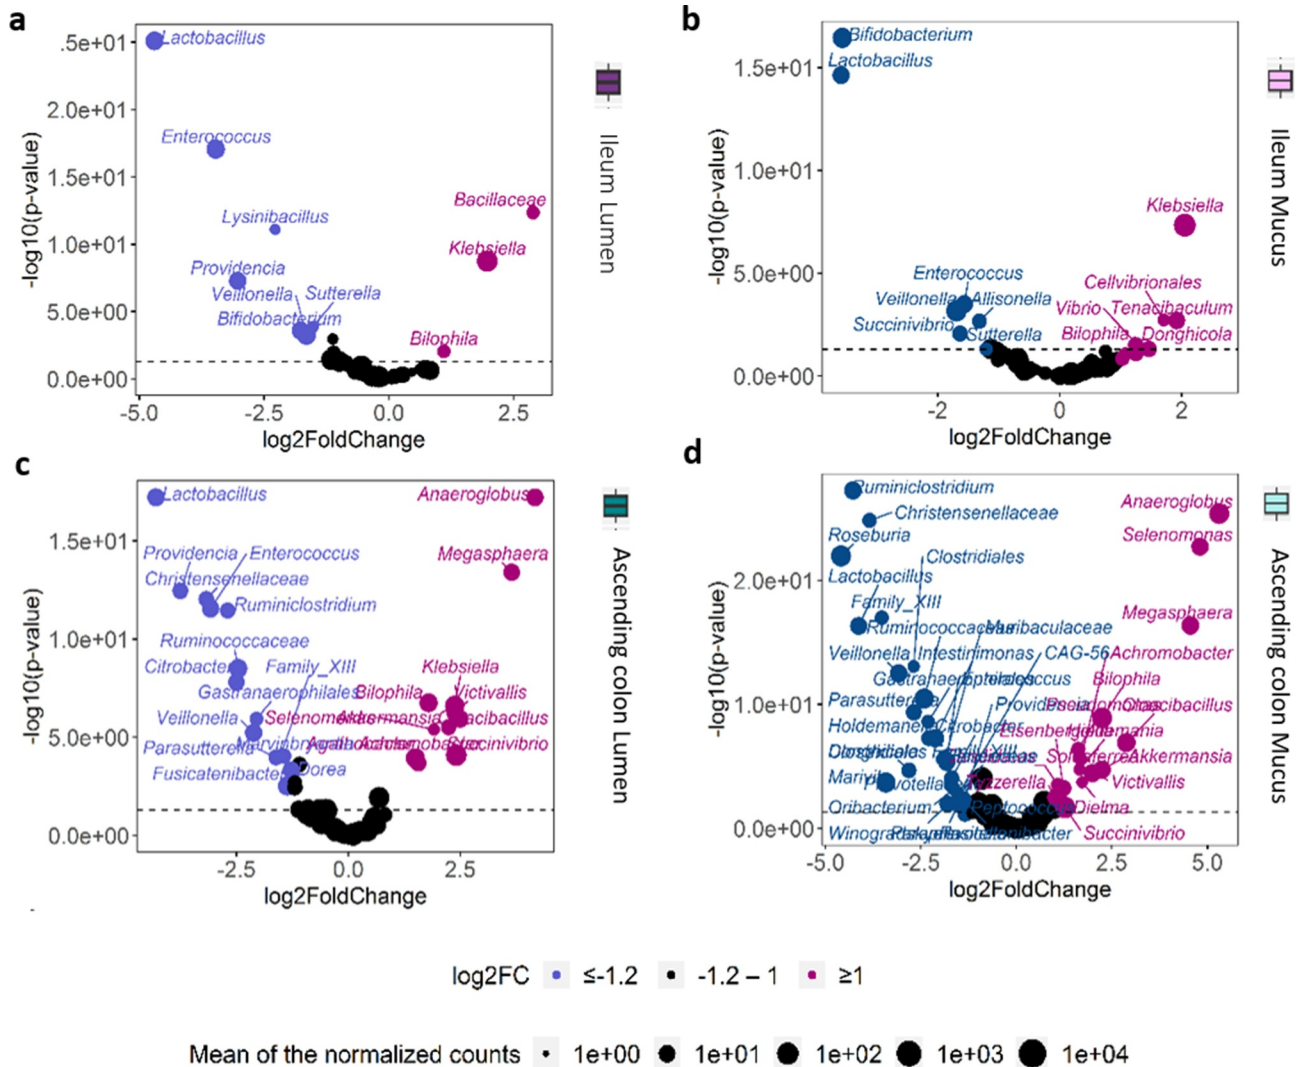 a
.5e+01
2.0e+01
1.5e+01
1.0e+01
5.0e+00
0.0e+00
-log10(p-value)
-5.0
-2.5
0.0
2.5
log2FoldChange
Lactobacillus
Enterococcus
Lysinibacillus
Providencia
Veillonella
Sutterella
Bifidobacterium
Bacillaceae
Klebsiella
Bilophila
Ileum Lumen
b
1.5e+01
1.0e+01
5.0e+00
0.0e+00
-log10(p-value)
-2
0
2
log2FoldChange
Bifidobacterium
Lactobacillus
Klebsiella
Enterococcus
Cellvibrionales
Veillonella
Allisonella
Vibrio
Tenacibaculum
Succinivibrio
Sutterella
Bilophila
Donghicola
Ileum Mucus
c
1.5e+01
1.0e+01
5.0e+00
0.0e+00
-log10(p-value)
-2.5
0.0
2.5
log2FoldChange
Lactobacillus
Anaeroglobus
Providencia
Enterococcus
Megasphaera
Christensenellaceae
Ruminiclostridium
Ruminococcaceae
Citrobacter
Family_XIII
Klebsiella
Gastranaerophilales
Bilophila
Victivallis
Veillonella
Parasutterella
Succinivibrio
Fusicatenibacter
Dorea
Ascending colon Lumen
d
2.0e+01
1.0e+01
0.0e+00
-log10(p-value)
-5.0
-2.5
0.0
2.5
5.0
log2FoldChange
Ruminiclostridium
Anaeroglobus
Christensenellaceae
Roseburia
Selenomonas
Clostridiales
Lactobacillus
Family_XIII
Megasphaera
Ruminococcaceae
Muribaculaceae
Veillonella
Intestinimonas
CAG-56
Achromobacter
Bilophila
Parasutterella
Holdemanella
Citrobacter
Akkermansia
Victivallis
Oribacterium
Peptococcus
Dielma
Succinivibrio
Ascending colon Mucus
log2FC
≤-1.2
-1.2 – 1
≥1
Mean of the normalized counts
1e+00
1e+01
1e+02
1e+03
1e+04